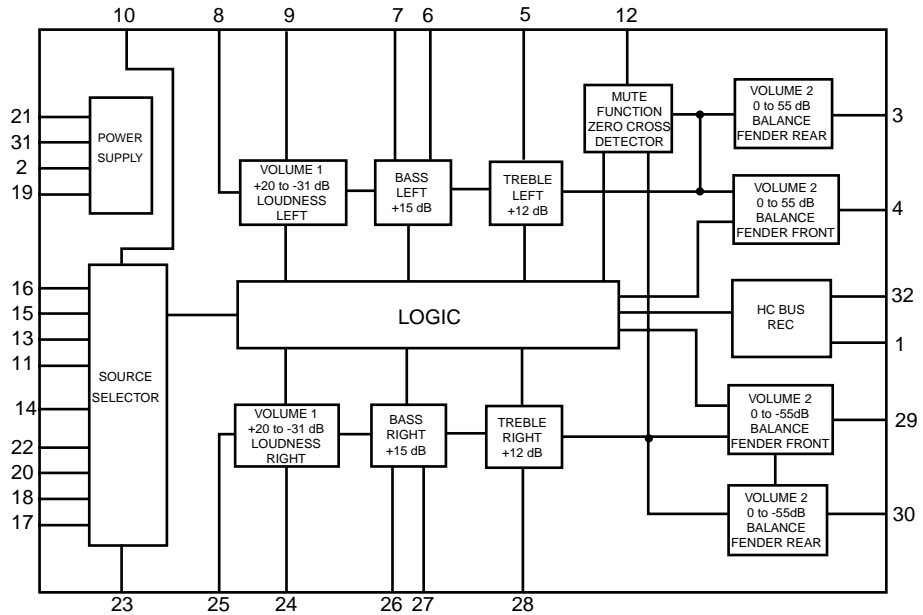 10
8
9
7
6
5
12
21
31
2
19
POWER
SUPPLY
VOLUME 1
+20 to -31 dB
LOUDNESS
LEFT
BASS
LEFT
+15 dB
TREBLE
LEFT
+12 dB
MUTE
FUNCTION
ZERO CROSS
DETECTOR
VOLUME 2
0 to 55 dB
BALANCE
FENDER REAR
3
VOLUME 2
0 to 55 dB
BALANCE
FENDER FRONT
4
16
15
13
11
14
22
20
18
17
SOURCE
SELECTOR
LOGIC
HC BUS
REC
32
1
VOLUME 1
+20 to -31 dB
LOUDNESS
RIGHT
BASS
RIGHT
+15 dB
TREBLE
RIGHT
+12 dB
VOLUME 2
0 to -55dB
BALANCE
FENDER FRONT
29
VOLUME 2
0 to -55dB
BALANCE
FENDER REAR
30
23
25
24
26
27
28